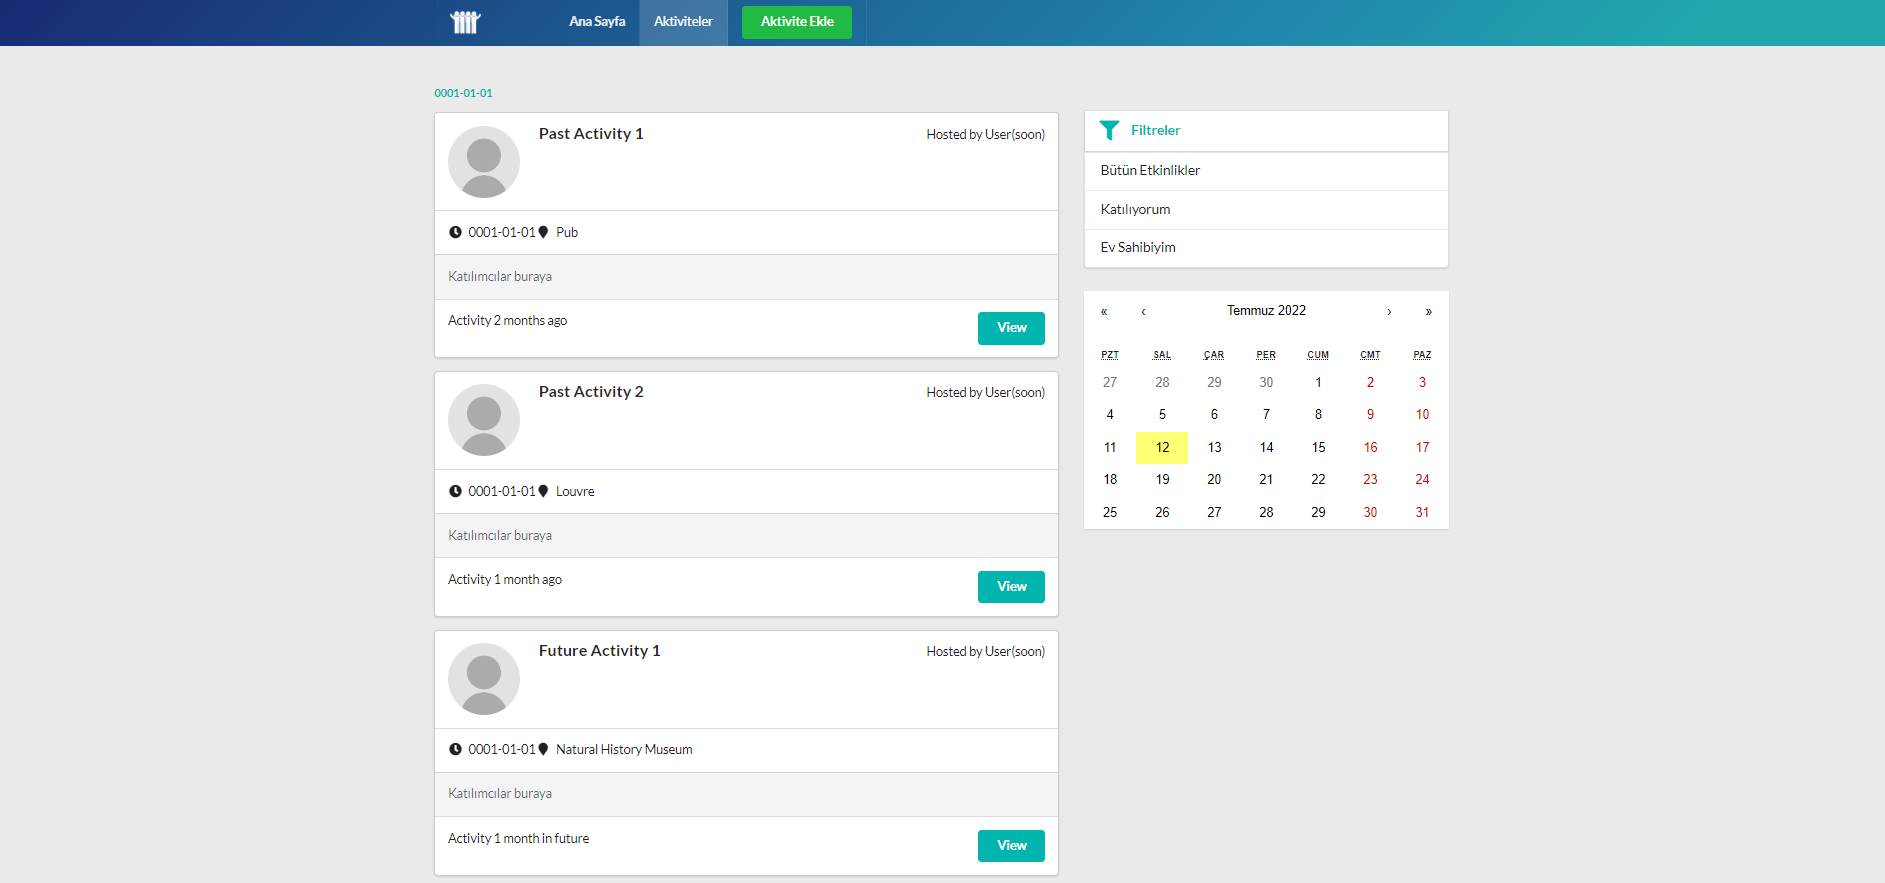 Ana Sayfa Aktiviteler Aktivite Ekle
0001-01-01
Past Activity 1
Hosted by User(soon)
0001-01-01 Pub
Katılımcılar buraya
Activity 2 months ago
View
Past Activity 2
Hosted by User(soon)
0001-01-01 Louvre
Katılımcılar buraya
Activity 1 month ago
View
Future Activity 1
Hosted by User(soon)
0001-01-01 Natural History Museum
Katılımcılar buraya
Activity 1 month in future
View
Filtreler
Bütün Etkinlikler
Katılıyorum
Ev Sahibiyim
« ‹ Temmuz 2022 › »
PZT SAL ÇAR PER CUM CMT PAZ
27 28 29 30 1 2 3
4 5 6 7 8 9 10
11 12 13 14 15 16 17
18 19 20 21 22 23 24
25 26 27 28 29 30 31